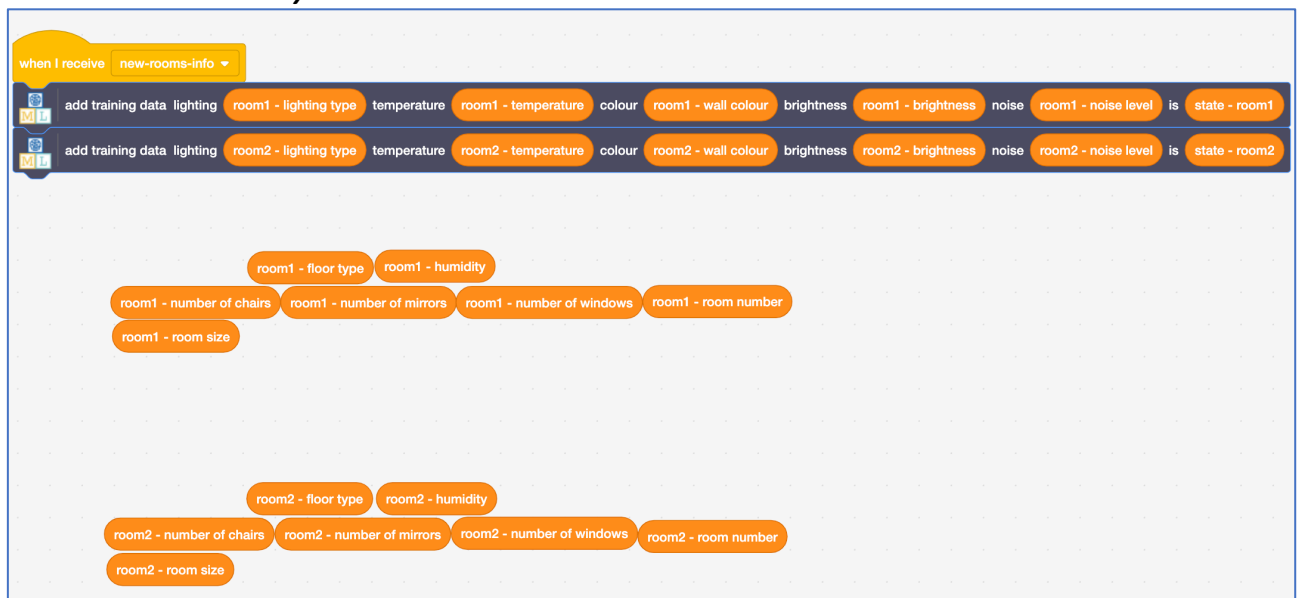 when I receive new-rooms-info
ML add training data lighting room1 - lighting type temperature room1 - temperature colour room1 - wall colour brightness room1 - brightness noise room1 - noise level is state - room1
ML add training data lighting room2 - lighting type temperature room2 - temperature colour room2 - wall colour brightness room2 - brightness noise room2 - noise level is state - room2
room1 - floor type room1 - humidity
room1 - number of chairs room1 - number of mirrors room1 - number of windows room1 - room number
room1 - room size
room2 - floor type room2 - humidity
room2 - number of chairs room2 - number of mirrors room2 - number of windows room2 - room number
room2 - room size